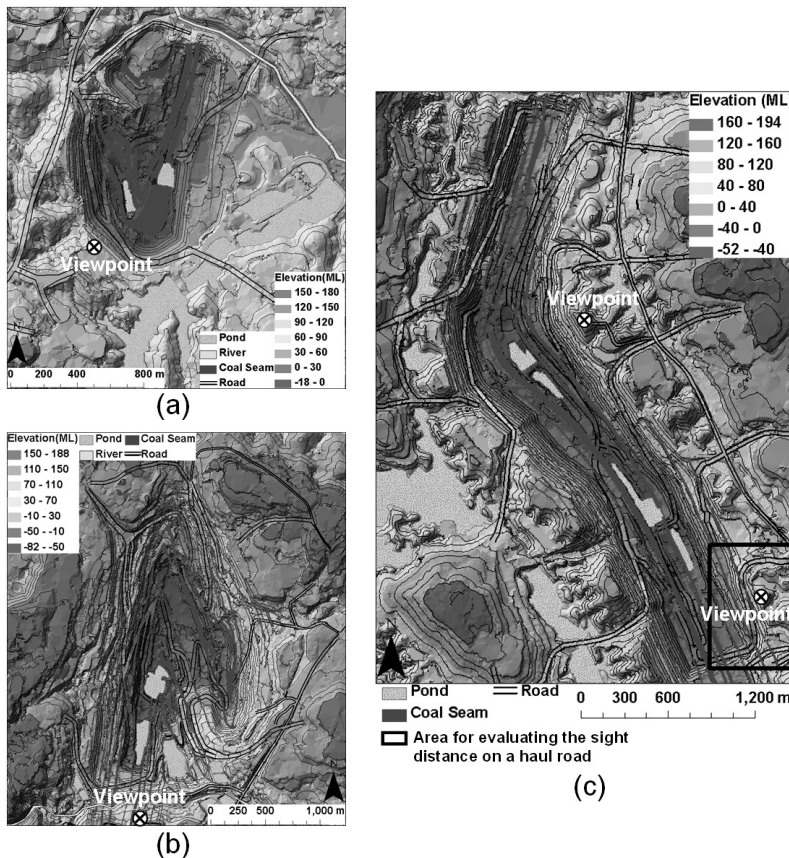 Viewpoint
Elevation(ML)
150 - 180
120 - 150
90 - 120
60 - 90
30 - 60
0 - 30
-18 - 0
Pond
River
Coal Seam
Road
N
0 200 400 800 m
(a)
Elevation(ML)
150 - 188
110 - 150
70 - 110
30 - 70
-10 - 30
-50 - -10
-82 - -50
Pond Coal Seam
River Road
Viewpoint
0 250 500 1,000 m
(b)
Elevation (ML)
160 - 194
120 - 160
80 - 120
40 - 80
0 - 40
-40 - 0
-52 - -40
Viewpoint
Viewpoint
Pond Road
Coal Seam
Area for evaluating the sight
distance on a haul road
0 300 600 1,200 m
(c)